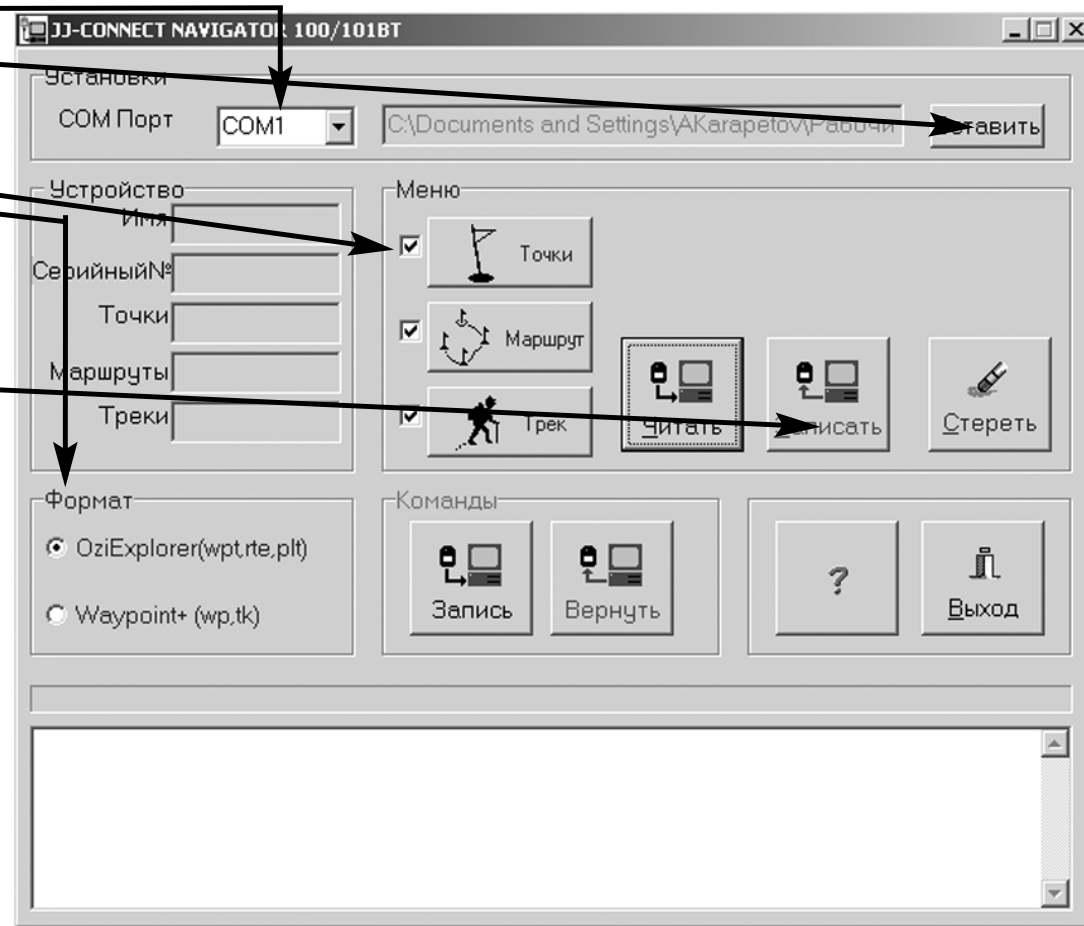 JJ-CONNECT NAVIGATOR 100/101BT
Установки
COM Порт
COM1
C:\Documents and Settings\AKarapetov\Рабочи
Вставить
Устройство
Имя
Серийный№
Точки
Маршруты
Треки
Меню
Точки
Маршрут
Трек
Читать
Записать
Стереть
Формат
OziExplorer(wpt,rte,plt)
Waypoint+ (wp,tk)
Команды
Запись
Вернуть
?
Выход